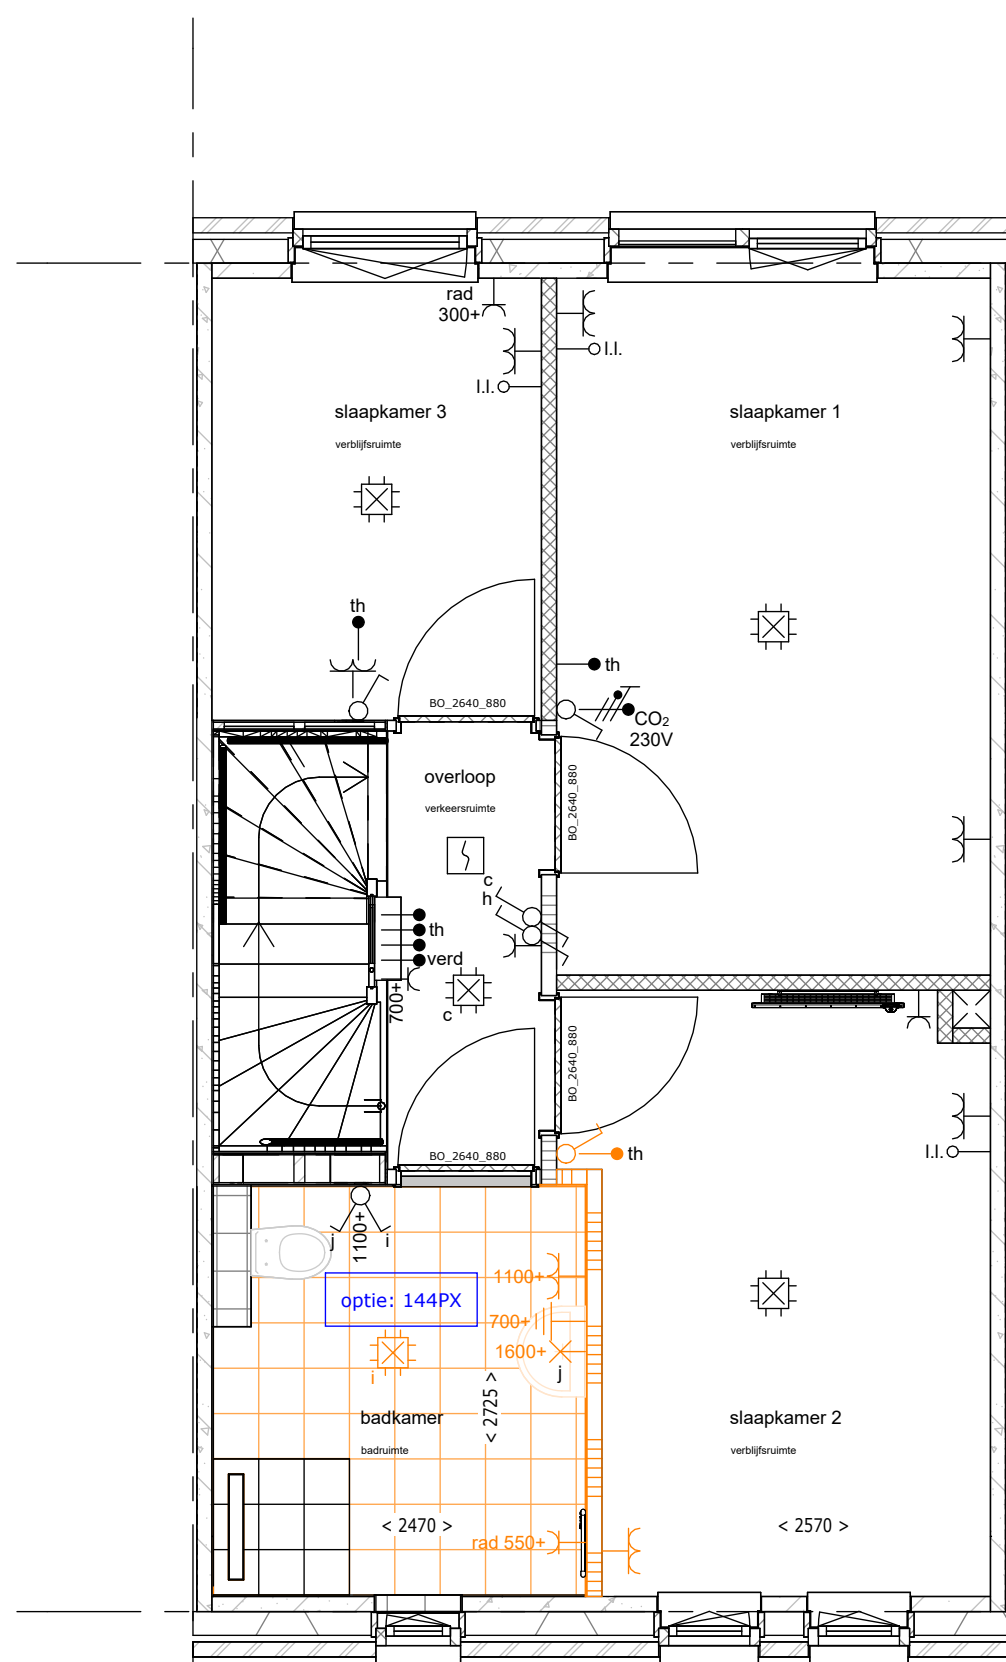 rad
300+
l.l.
l.l.
slaapkamer 3
verblijfsruimte
slaapkamer 1
verblijfsruimte
th
th
BO_2640_880
CO2
230V
overloop
verkeersruimte
BO_2640_880
c
h
th
verd
700+
c
BO_2640_880
BO_2640_880
th
l.l.
j
1100+
i
1100+
optie: 144PX
700+
1600+
i
j
< 2725 >
badkamer
badruimte
slaapkamer 2
verblijfsruimte
< 2470 >
< 2570 >
rad 550+